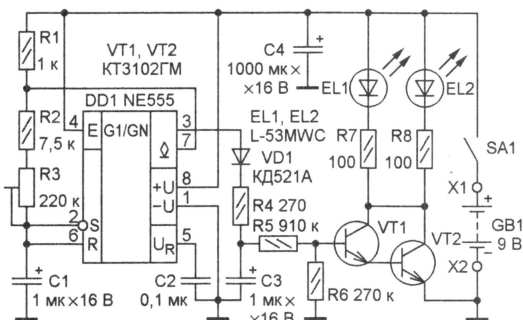 R1
1 к
VT1, VT2
КТ3102ГМ
DD1 NE555
C4
1000 мк×
×16 В
EL1
EL2
R2
7,5 к
R3
220 к
4
E
G1/GN
3
7
+U
8
−U
1
2
S
6
R
UR
5
EL1, EL2
L-53MWC
VD1
КД521А
R4 270
R5 910 к
R7
100
R8
100
SA1
X1
GB1
9 В
X2
VT1
VT2
C1
1 мк×16 В
C2
0,1 мк
C3
1 мк×
×16 В
R6 270 к